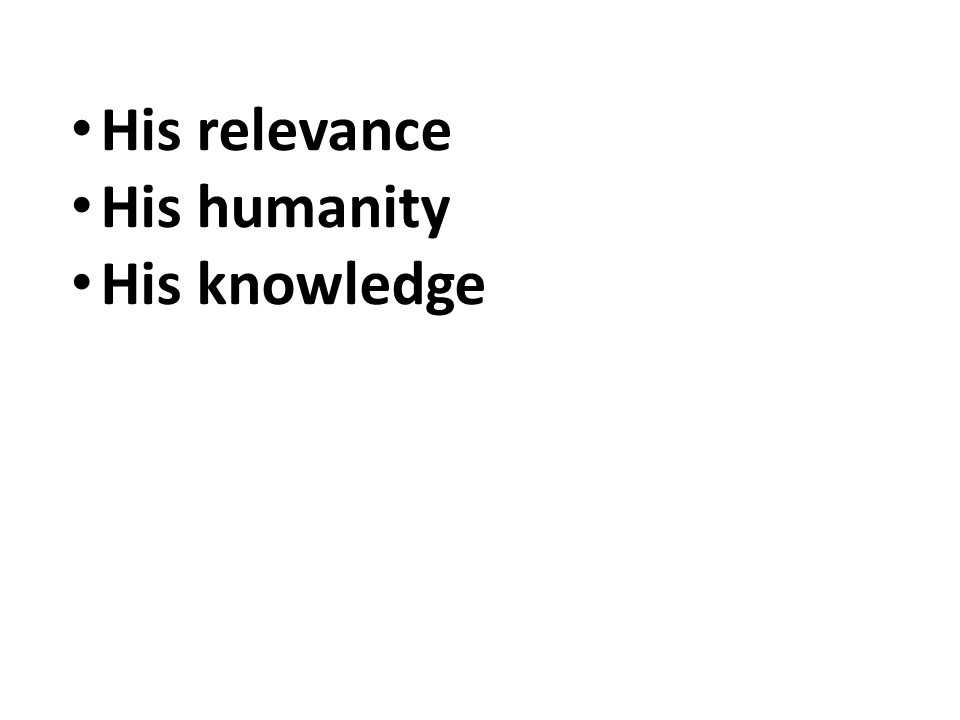 • His relevance
• His humanity
• His knowledge